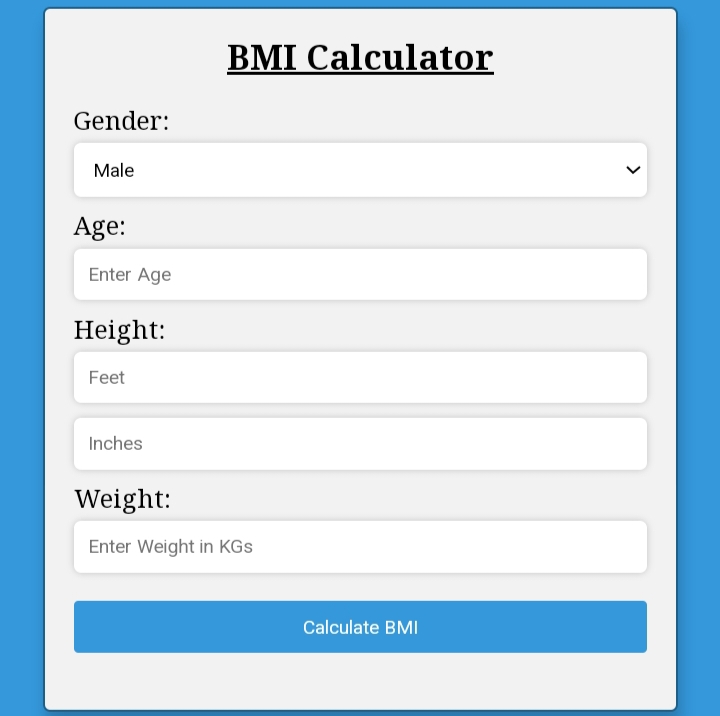 BMI Calculator
Gender:
Male
Age:
Enter Age
Height:
Feet
Inches
Weight:
Enter Weight in KGs
Calculate BMI